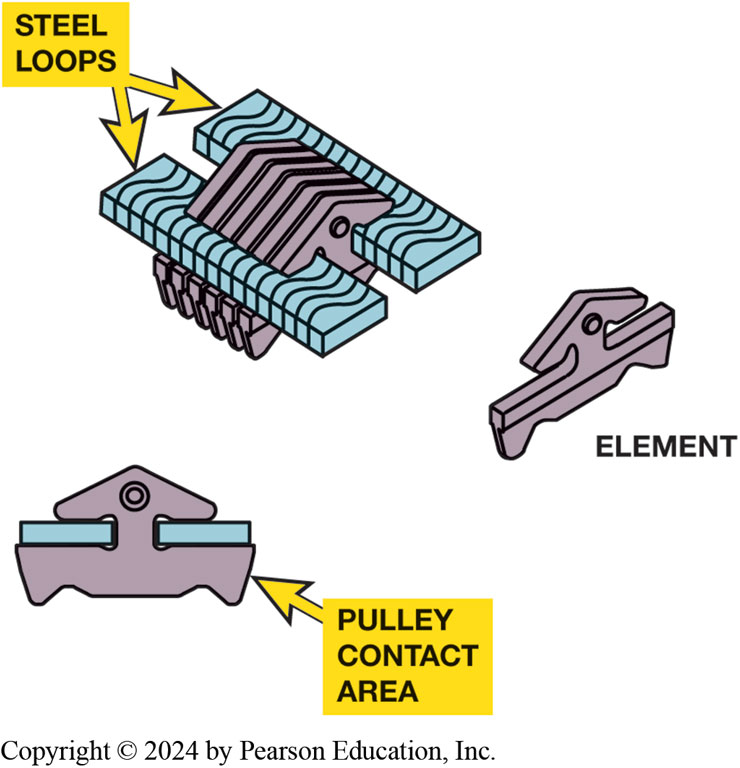 STEEL
LOOPS
ELEMENT
PULLEY
CONTACT
AREA
Copyright © 2024 by Pearson Education, Inc.